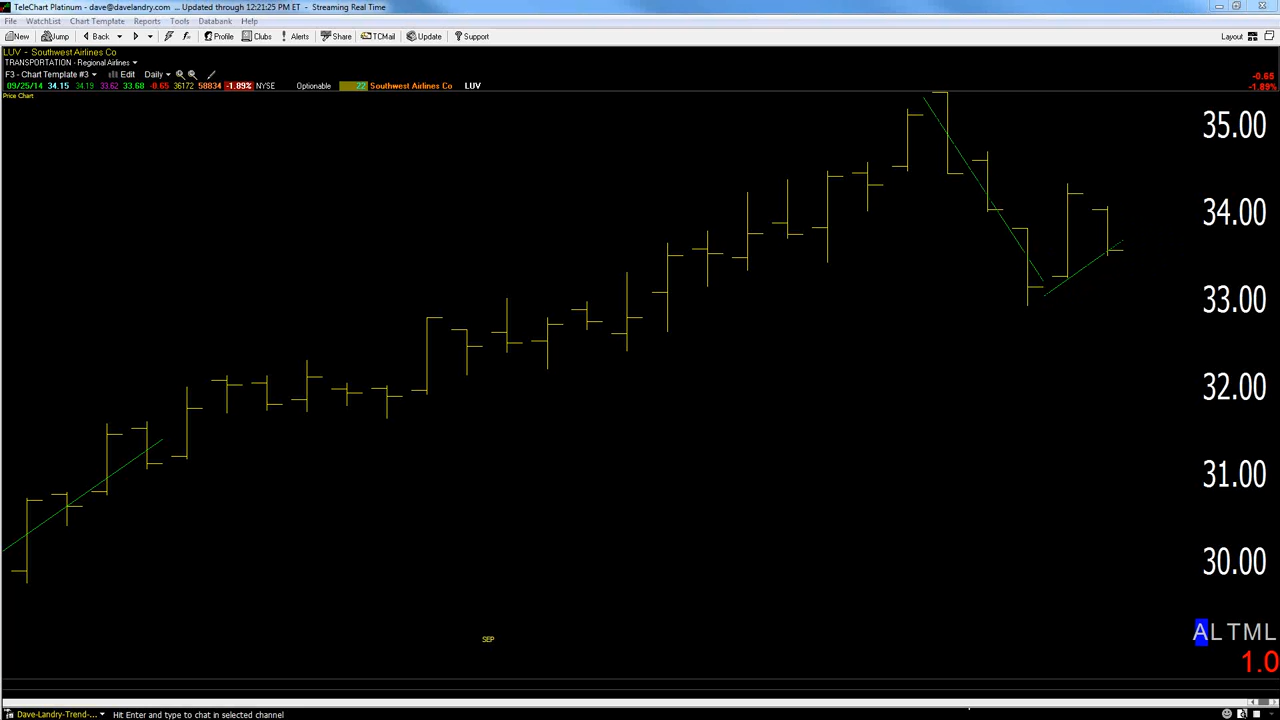 TeleChart Platinum - dave@davelandry.com ... Updated through 12:21:25 PM ET - Streaming Real Time
File WatchList Chart Template Reports Tools Databank Help
New Jump Back Profile Clubs Alerts Share TCMail Update Support Layout
LUV - Southwest Airlines Co
TRANSPORTATION - Regional Airlines
F3 - Chart Template #3 Edit Daily
-0.65
09/25/14 34.15 34.19 33.62 33.68 -0.65 36172 58834 -1.89% NYSE Optionable 22 Southwest Airlines Co LUV -1.89%
Price Chart
35.00
34.00
33.00
32.00
31.00
30.00
ALTML
SEP
1.0
Dave-Landry-Trend-... Hit Enter and type to chat in selected channel